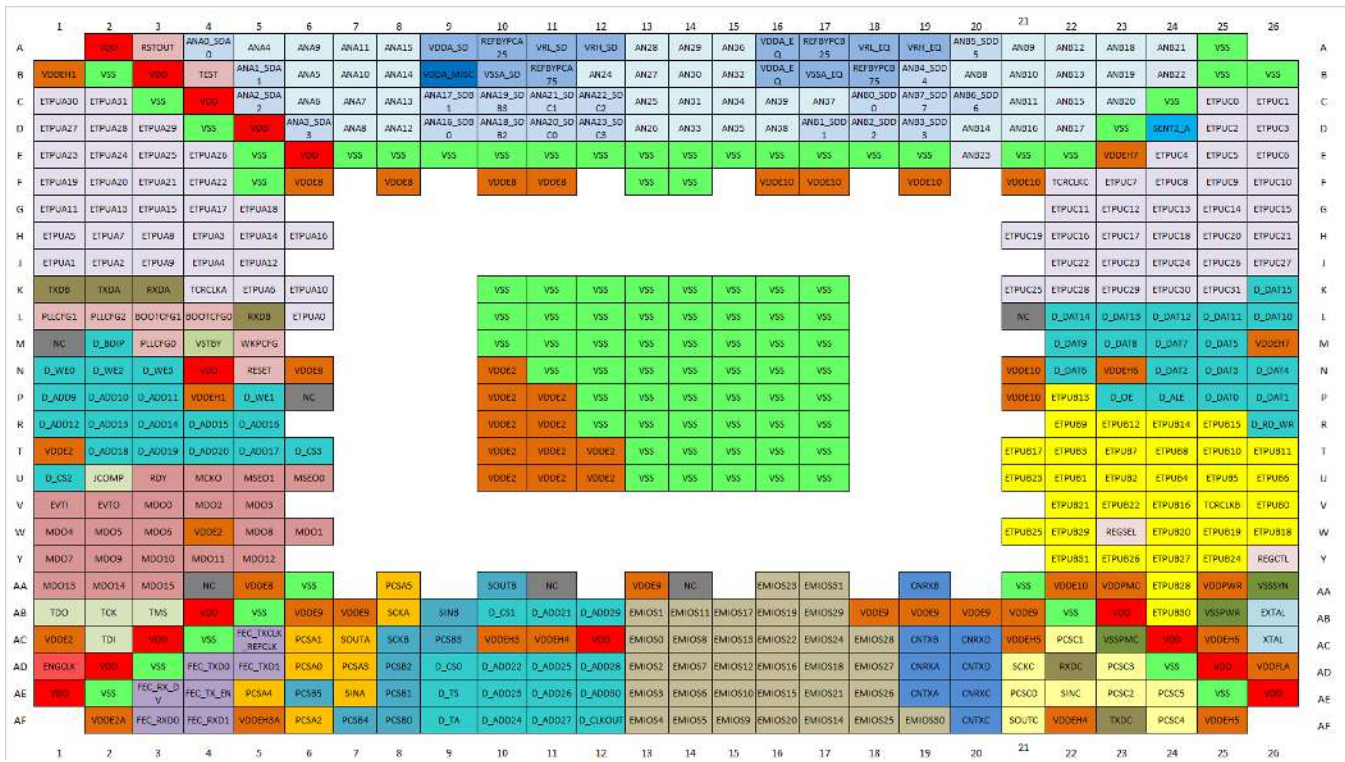 1 2 3 4 5 6 7 8 9 10 11 12 13 14 15 16 17 18 19 20 21 22 23 24 25 26
A VDD RSTOUT ANA0_SDA0 ANA4 ANA9 ANA11 ANA15 VDDA_SD REFBYPCA25 VRL_SD VRH_SD AN28 AN29 AN36 VDDA_EQ REFBYPCB25 VRL_EQ VRH_EQ ANB5_SDD5 ANB9 ANB12 ANB18 ANB21 VSS A
B VDDEH1 VSS VDD TEST ANA1_SDA1 ANA5 ANA10 ANA14 VDDA_MISC VSSA_SD REFBYPCA75 AN24 AN27 AN30 AN32 VDDA_EQ VSSA_EQ REFBYPCB75 ANB4_SDD4 ANB8 ANB10 ANB13 ANB19 ANB22 VSS VSS B
C ETPUA30 ETPUA31 VSS VDD ANA2_SDA2 ANA6 ANA7 ANA13 ANA17_SDB1 ANA19_SDB3 ANA21_SDC1 ANA22_SDC2 AN25 AN31 AN34 AN39 AN37 ANB0_SDD0 ANB7_SDD7 ANB6_SDD6 ANB11 ANB15 ANB20 VSS ETPUC0 ETPUC1 C
D ETPUA27 ETPUA28 ETPUA29 VSS VDD ANA3_SDA3 ANA8 ANA12 ANA16_SDB0 ANA18_SDB2 ANA20_SDC0 ANA23_SDC3 AN26 AN33 AN35 AN38 ANB1_SDD1 ANB2_SDD2 ANB3_SDD3 ANB14 ANB16 ANB17 VSS SENT2_A ETPUC2 ETPUC3 D
E ETPUA23 ETPUA24 ETPUA25 ETPUA26 VSS VDD VSS VSS VSS VSS VSS VSS VSS VSS VSS VSS VSS VSS VSS ANB23 VSS VSS VDDEH7 ETPUC4 ETPUC5 ETPUC6 E
F ETPUA19 ETPUA20 ETPUA21 ETPUA22 VSS VDDE8 VDDE8 VDDE8 VDDE8 VSS VSS VDDE10 VDDE10 VDDE10 VDDE10 TCRCLKC ETPUC7 ETPUC8 ETPUC9 ETPUC10 F
G ETPUA11 ETPUA13 ETPUA15 ETPUA17 ETPUA18 ETPUC11 ETPUC12 ETPUC13 ETPUC14 ETPUC15 G
H ETPUA5 ETPUA7 ETPUA8 ETPUA3 ETPUA14 ETPUA16 ETPUC19 ETPUC16 ETPUC17 ETPUC18 ETPUC20 ETPUC21 H
J ETPUA1 ETPUA2 ETPUA9 ETPUA4 ETPUA12 ETPUC22 ETPUC23 ETPUC24 ETPUC26 ETPUC27 J
K TXDB TXDA RXDA TCRCLKA ETPUA6 ETPUA10 VSS VSS VSS VSS VSS VSS VSS VSS ETPUC25 ETPUC28 ETPUC29 ETPUC30 ETPUC31 D_DAT15 K
L PLLCFG1 PLLCFG2 BOOTCFG1 BOOTCFG0 RXDB ETPUA0 VSS VSS VSS VSS VSS VSS VSS VSS NC D_DAT14 D_DAT13 D_DAT12 D_DAT11 D_DAT10 L
M NC D_BDIP PLLCFG0 VSTBY WKPCFG VSS VSS VSS VSS VSS VSS VSS VSS D_DAT9 D_DAT8 D_DAT7 D_DAT5 VDDEH7 M
N D_WE0 D_WE2 D_WE3 VDD RESET VDDE8 VDDE2 VSS VSS VSS VSS VSS VSS VSS VDDE10 D_DAT6 VDDEH6 D_DAT2 D_DAT3 D_DAT4 N
P D_ADD9 D_ADD10 D_ADD11 VDDEH1 D_WE1 NC VDDE2 VDDE2 VSS VSS VSS VSS VSS VSS VDDE10 ETPUB13 D_OE D_ALE D_DAT0 D_DAT1 P
R D_ADD12 D_ADD13 D_ADD14 D_ADD15 D_ADD16 VDDE2 VDDE2 VSS VSS VSS VSS VSS VSS ETPUB9 ETPUB12 ETPUB14 ETPUB15 D_RD_WR R
T VDDE2 D_ADD18 D_ADD19 D_ADD20 D_ADD17 D_CS3 VDDE2 VDDE2 VDDE2 VSS VSS VSS VSS VSS ETPUB17 ETPUB3 ETPUB7 ETPUB8 ETPUB10 ETPUB11 T
U D_CS2 JCOMP RDY MCKO MSEO1 MSEO0 VDDE2 VDDE2 VDDE2 VSS VSS VSS VSS VSS ETPUB23 ETPUB1 ETPUB2 ETPUB4 ETPUB5 ETPUB6 U
V EVTI EVTO MDO0 MDO2 MDO3 ETPUB21 ETPUB22 ETPUB16 TCRCLKB ETPUB0 V
W MDO4 MDO5 MDO6 VDDE2 MDO8 MDO1 ETPUB25 ETPUB29 REGSEL ETPUB20 ETPUB19 ETPUB18 W
Y MDO7 MDO9 MDO10 MDO11 MDO12 ETPUB31 ETPUB26 ETPUB27 ETPUB24 REGCTL Y
AA MDO13 MDO14 MDO15 NC VDDE8 VSS PCSA5 SOUTB NC VDDE9 NC EMIOS23 EMIOS31 CNRXB VSS VDDE10 VDDPMC ETPUB28 VDDPWR VSSSYN AA
AB TDO TCK TMS VDD VSS VDDE9 VDDE9 SCKA SINB D_CS1 D_ADD21 D_ADD29 EMIOS1 EMIOS11 EMIOS17 EMIOS19 EMIOS29 VDDE9 VDDE9 VDDE9 VDDE9 VSS VDD ETPUB30 VSSPWR EXTAL AB
AC VDDE2 TDI VDD VSS FEC_TXCLK_REFCLK PCSA1 SOUTA SCKB PCSB3 VDDEH3 VDDEH4 VDD EMIOS0 EMIOS8 EMIOS13 EMIOS22 EMIOS24 EMIOS28 CNTXB CNRXD VDDEH5 PCSC1 VSSPMC VDD VDDEH6 XTAL AC
AD ENGCLK VDD VSS FEC_TXD0 FEC_TXD1 PCSA0 PCSA3 PCSB2 D_CS0 D_ADD22 D_ADD25 D_ADD28 EMIOS2 EMIOS7 EMIOS12 EMIOS16 EMIOS18 EMIOS27 CNRXA CNTXD SCKC RXDC PCSC3 VSS VDD VDDFLA AD
AE VDD VSS FEC_RX_DV FEC_TX_EN PCSA4 PCSB5 SINA PCSB1 D_TS D_ADD23 D_ADD26 D_ADD30 EMIOS3 EMIOS6 EMIOS10 EMIOS15 EMIOS21 EMIOS26 CNTXA CNRXC PCSC0 SINC PCSC2 PCSC5 VSS VDD AE
AF VDDE2A FEC_RXD0 FEC_RXD1 VDDEH3A PCSA2 PCSB4 PCSB0 D_TA D_ADD24 D_ADD27 D_CLKOUT EMIOS4 EMIOS5 EMIOS9 EMIOS20 EMIOS14 EMIOS25 EMIOS30 CNTXC SOUTC VDDEH4 TXDC PCSC4 VDDEH5 AF
1 2 3 4 5 6 7 8 9 10 11 12 13 14 15 16 17 18 19 20 21 22 23 24 25 26